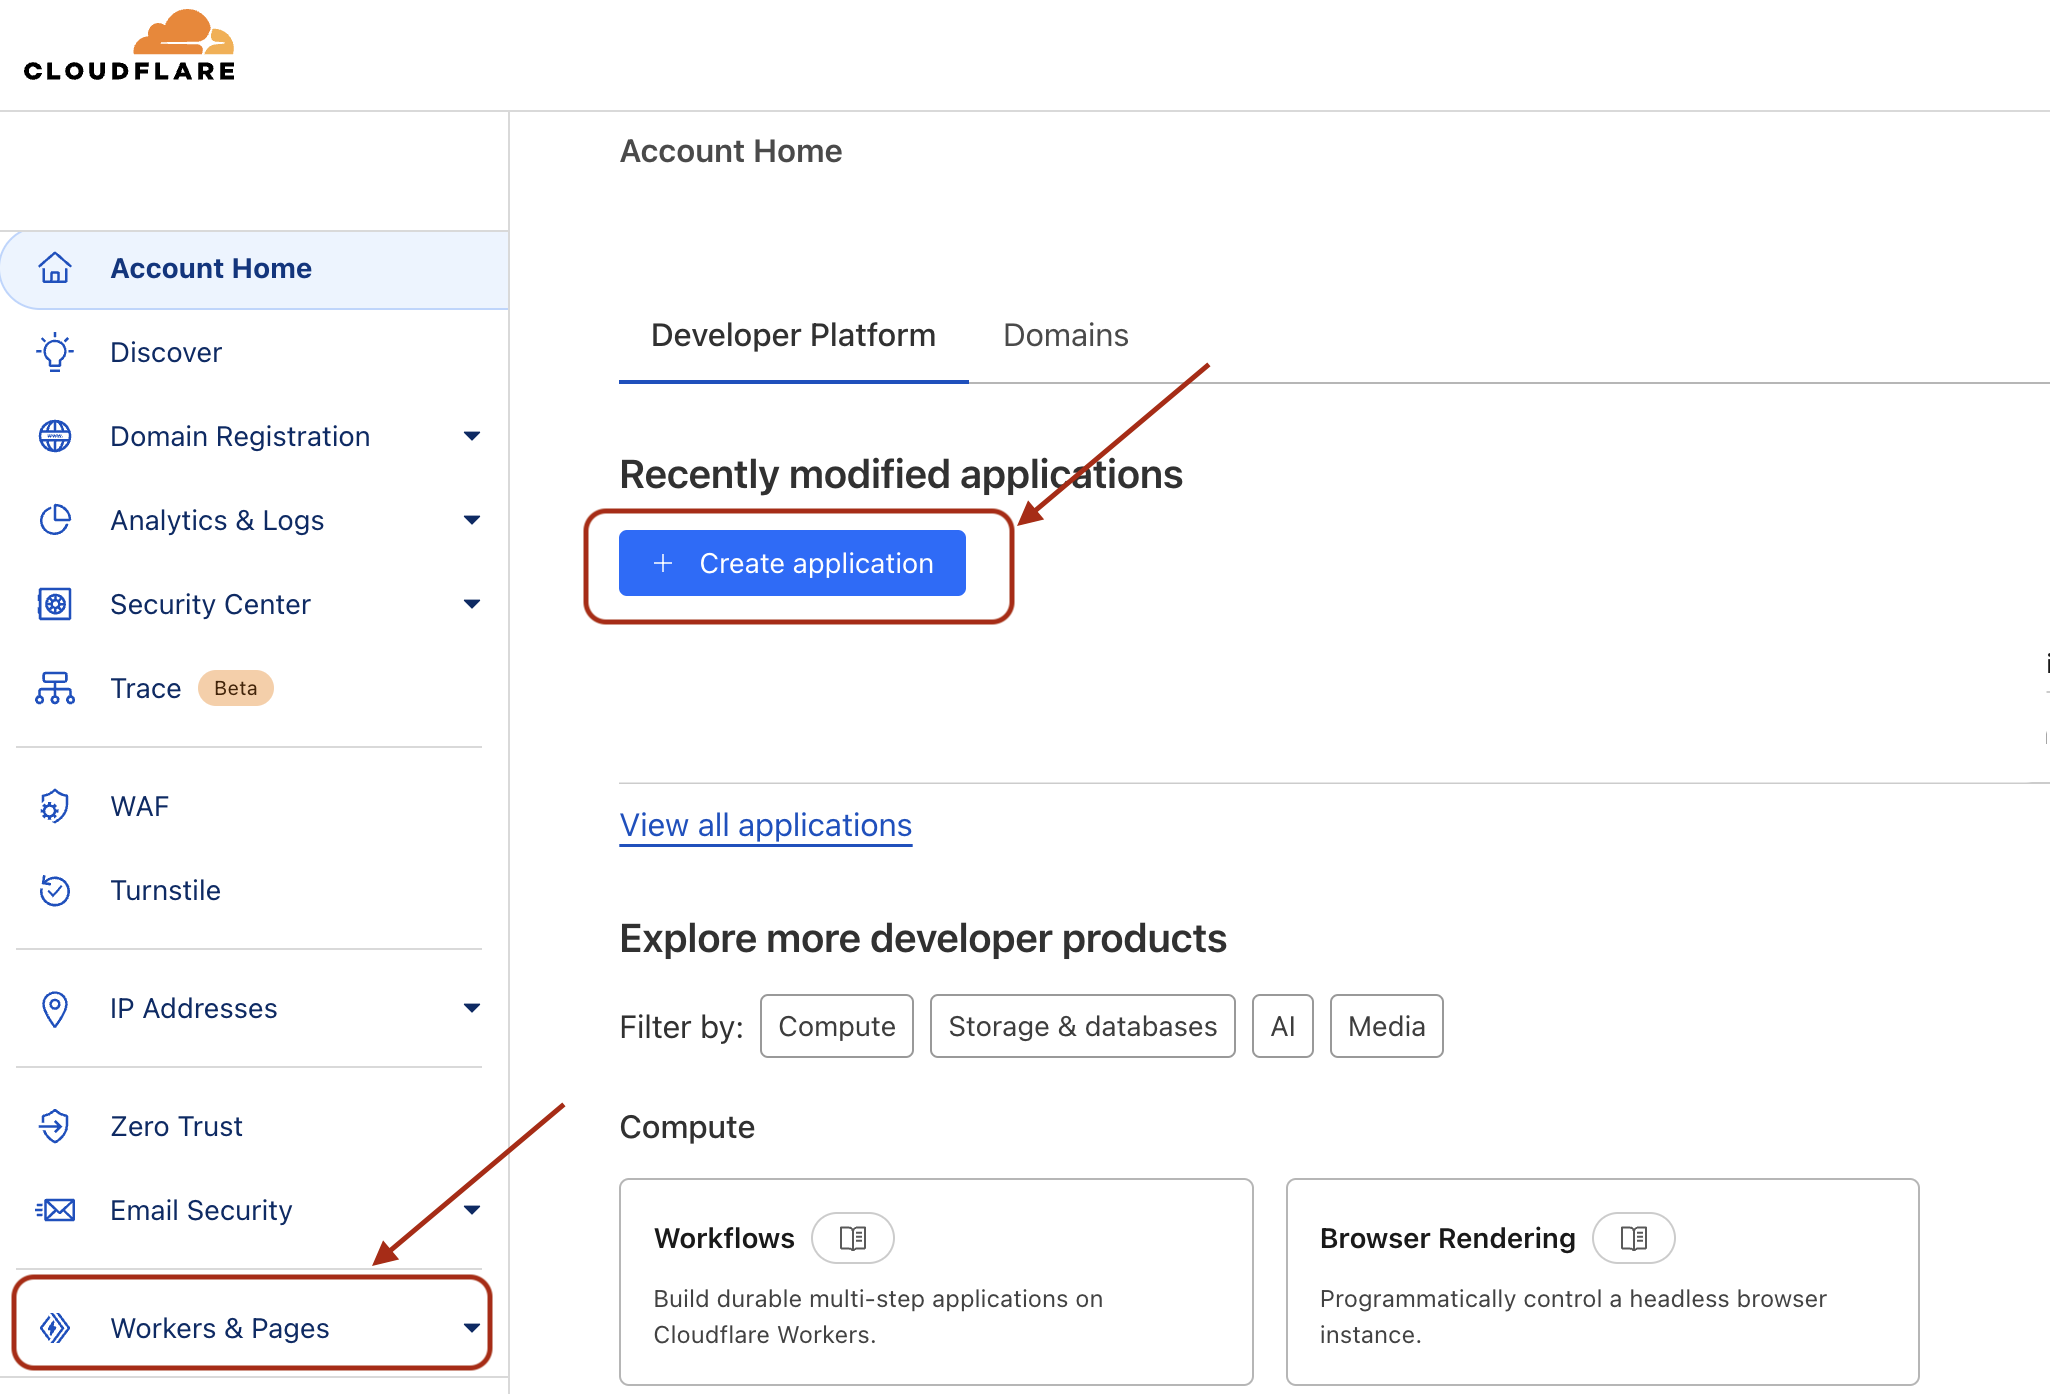 CLOUDFLARE
Account Home
Account Home
Discover
www.
Domain Registration
Analytics & Logs
Security Center
Trace Beta
WAF
Turnstile
IP Addresses
Zero Trust
Email Security
Workers & Pages
Developer Platform Domains
Recently modified applications
+ Create application
View all applications
Explore more developer products
Filter by: Compute Storage & databases AI Media
Compute
Workflows
Build durable multi-step applications on
Cloudflare Workers.
Browser Rendering
Programmatically control a headless browser
instance.